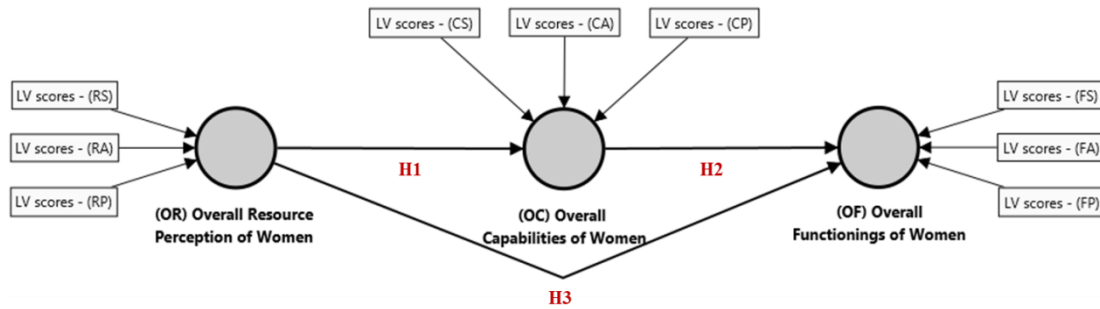 LV scores - (CS)
LV scores - (CA)
LV scores - (CP)
LV scores - (RS)
LV scores - (RA)
LV scores - (RP)
LV scores - (FS)
LV scores - (FA)
LV scores - (FP)
H1
H2
(OR) Overall Resource
Perception of Women
(OC) Overall
Capabilities of Women
(OF) Overall
Functionings of Women
H3